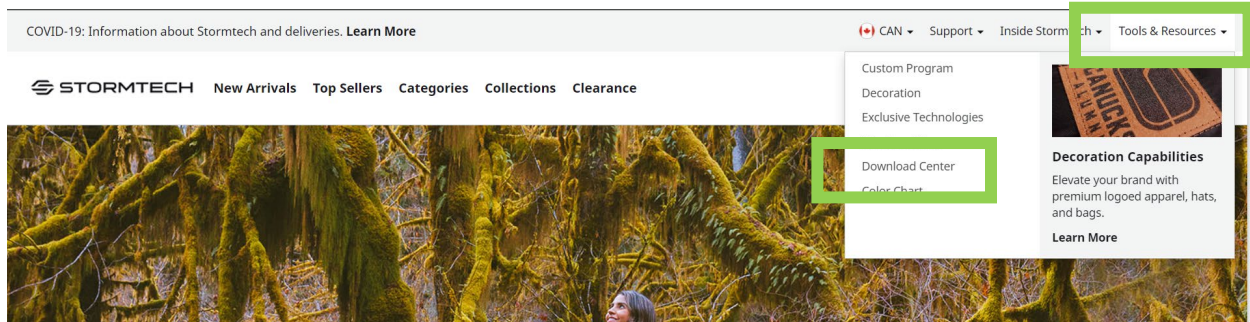 COVID-19: Information about Stormtech and deliveries. Learn More
CAN Support Inside Stormtech Tools & Resources
STORMTECH New Arrivals Top Sellers Categories Collections Clearance
Custom Program
Decoration
Exclusive Technologies
Download Center
Color Chart
CANUCKS
ALUMNI
Decoration Capabilities
Elevate your brand with
premium logoed apparel, hats,
and bags.
Learn More